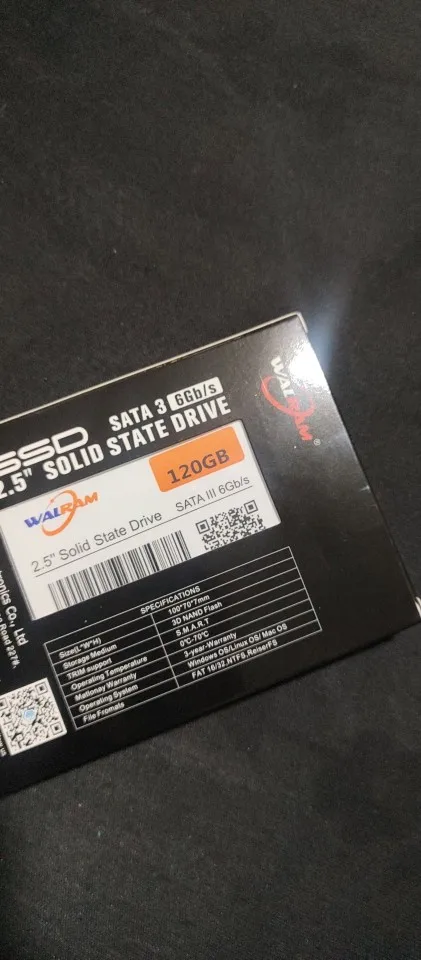 SSD SATA 3 6Gb/s
2.5" SOLID STATE DRIVE
WALRAM®
WALRAM
120GB
2.5" Solid State Drive SATA III 6Gb/s
SPECIFICATIONS
Size(L*W*H) 100*70*7mm
Storage Medium 3D NAND Flash
TRIM support S.M.A.R.T
Operating Temperature 0℃-70℃
Mationay Warranty 3-year-Warranty
Operating System Windows OS/Linux OS/ Mac OS
File Fromats FAT 16/32,NTFS,ReiserFS
Co., Ltd
Road